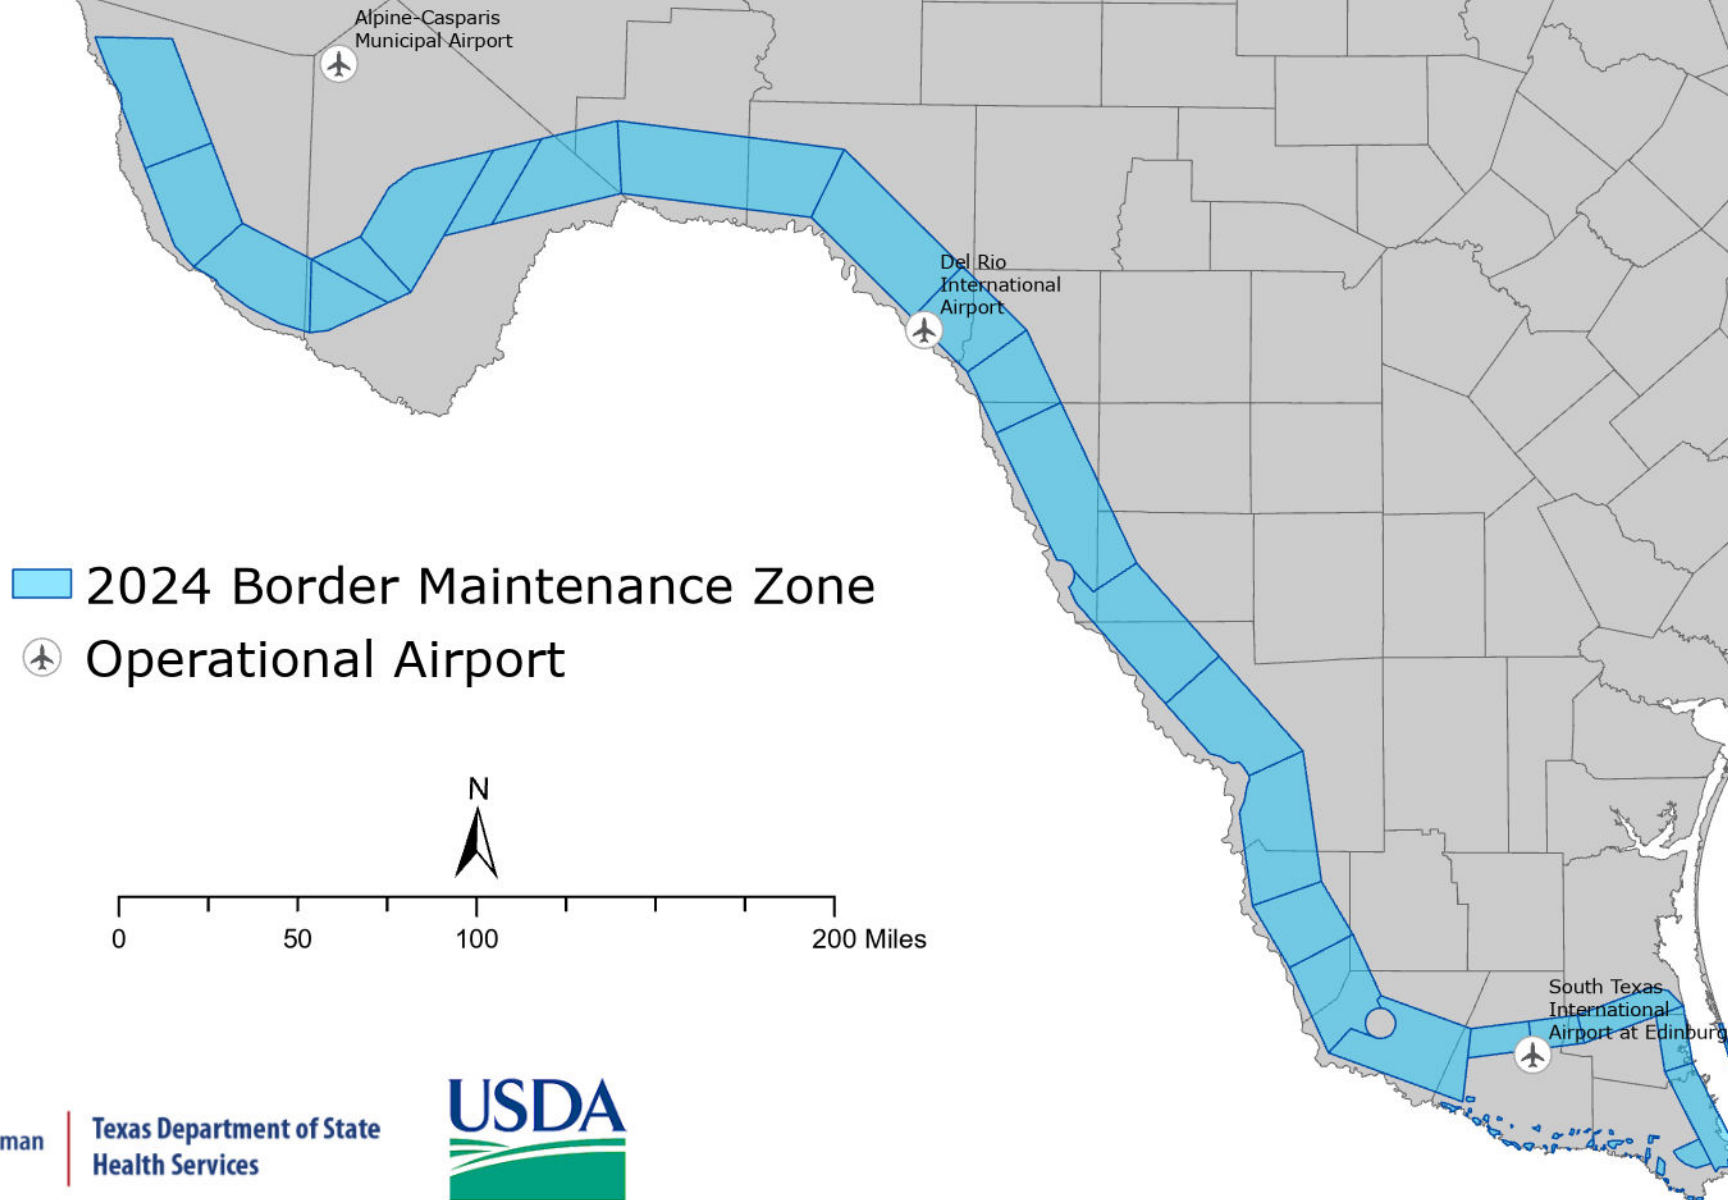 Alpine-Casparis
Municipal Airport
Del Rio
International
Airport
2024 Border Maintenance Zone
Operational Airport
N
0 50 100 200 Miles
South Texas
International
Airport at Edinburg
man
Texas Department of State
Health Services
USDA